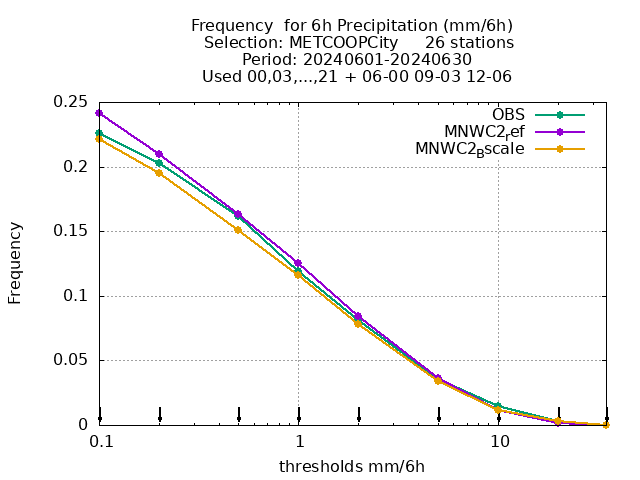 Frequency  for 6h Precipitation (mm/6h)
Selection: METCOOPCity     26 stations
Period: 20240601-20240630
Used 00,03,...,21 + 06-00 09-03 12-06
OBS
MNWC2ref
MNWC2Bscale
0.25
0.2
0.15
0.1
0.05
0
Frequency
0.1
1
10
thresholds mm/6h